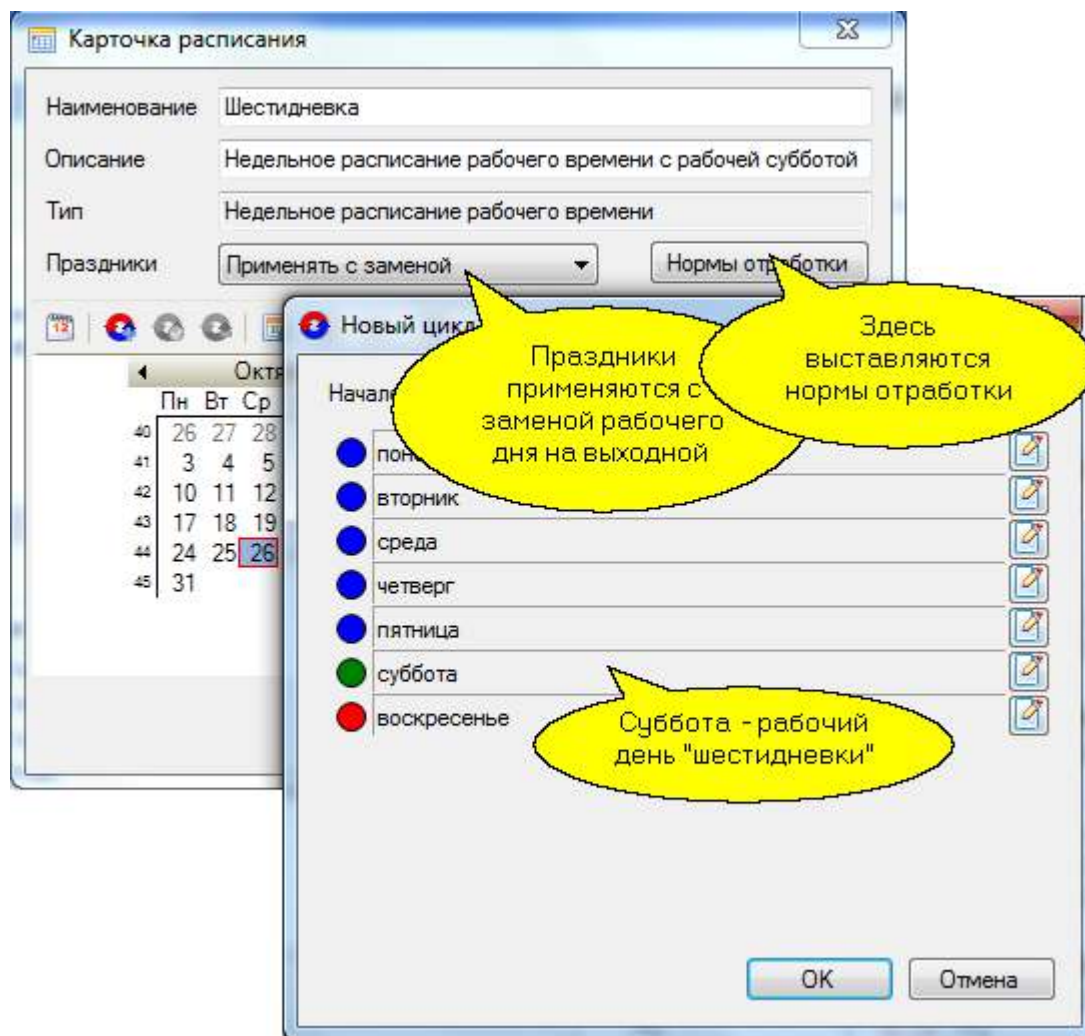 Карточка расписания
Наименование Шестидневка
Описание Недельное расписание рабочего времени с рабочей субботой
Тип Недельное расписание рабочего времени
Праздники Применять с заменой Нормы отработки
12
Новый
Октя
Пн Вт Ср
40 26 27 28
41 3 4 5
42 10 11 12
43 17 18 19
44 24 25 26
45 31
Праздники
применяются с
заменой рабочего
дня на выходной
Здесь
выставляются
нормы отработки
вторник
среда
четверг
пятница
суббота
воскресенье
Суббота - рабочий
день "шестидневки"
OK Отмена